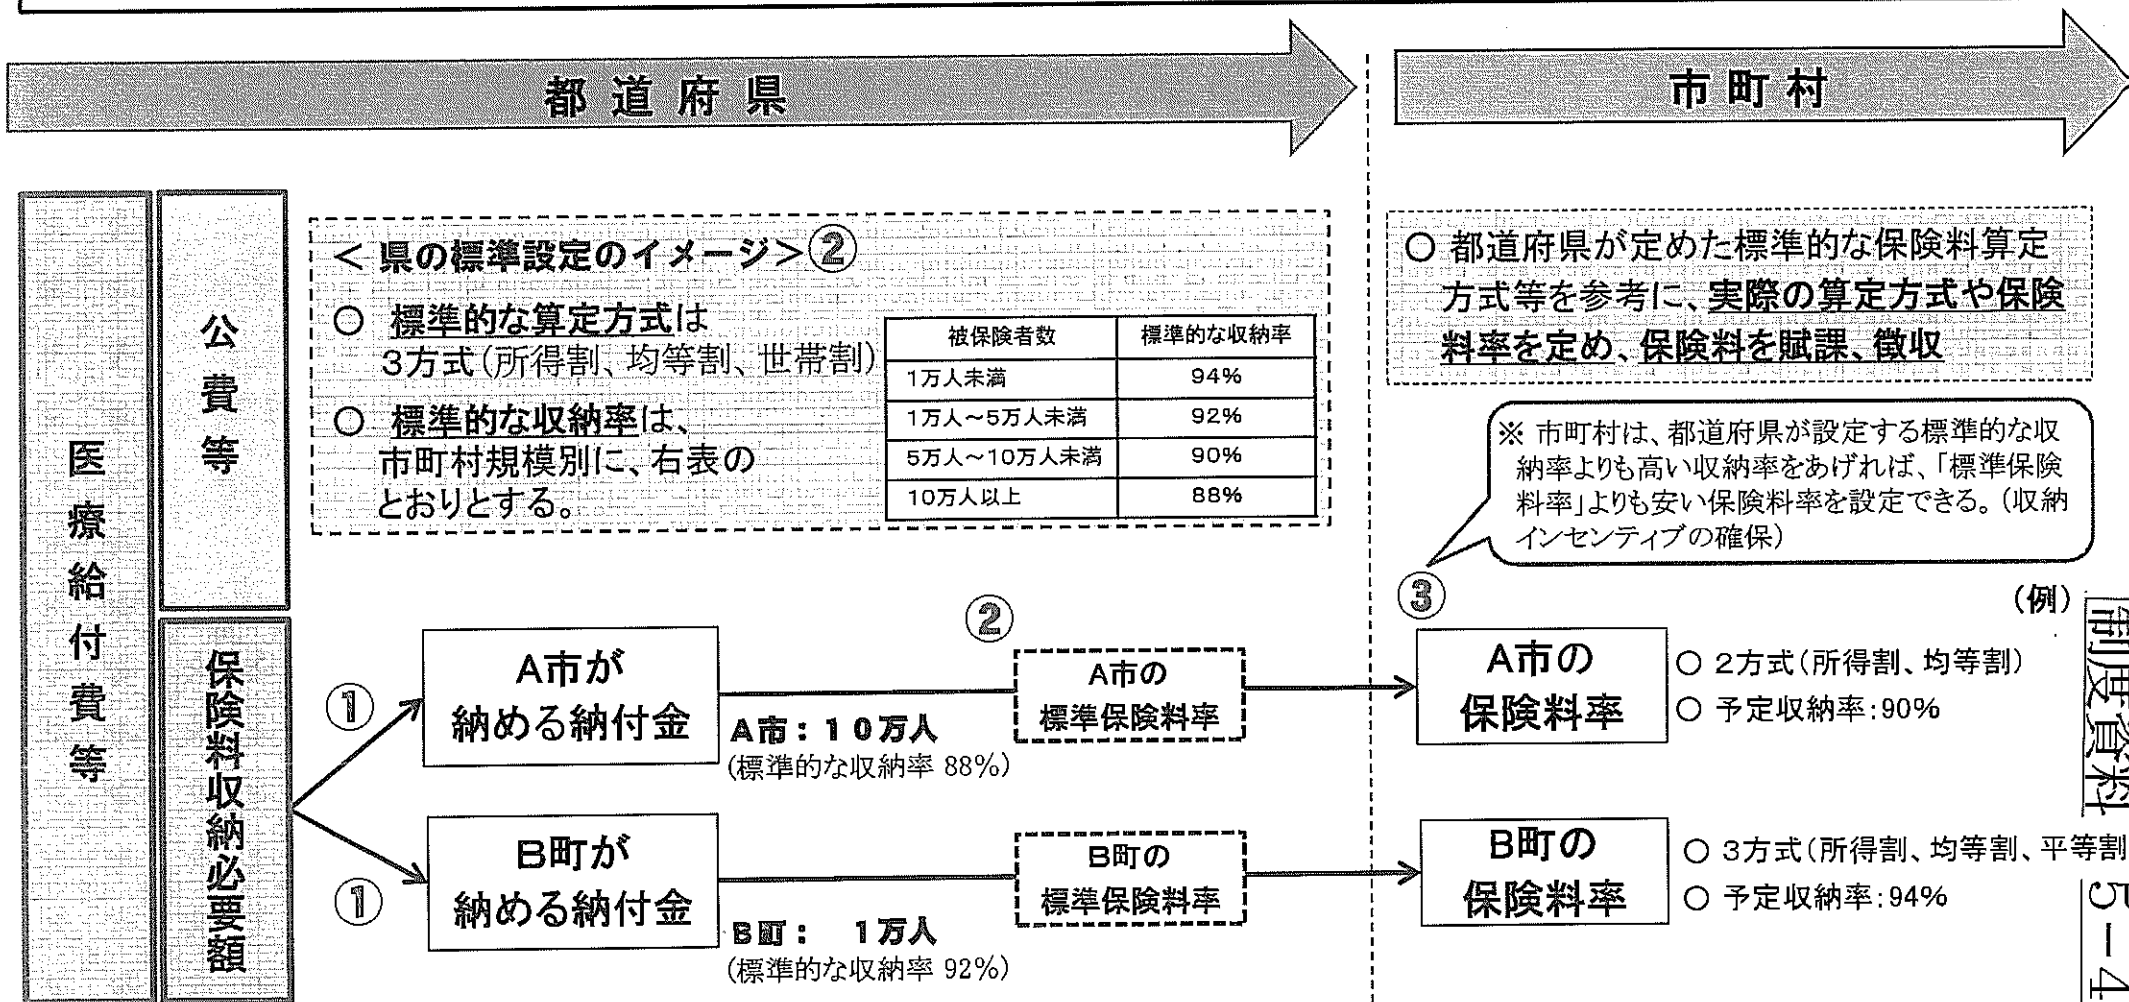 都道府県
市町村
医療給付費等
公費等
保険料収納必要額
＜県の標準設定のイメージ＞②
○ 標準的な算定方式は
3方式(所得割、均等割、世帯割)
○ 標準的な収納率は、
市町村規模別に、右表の
とおりとする。
被保険者数 標準的な収納率
1万人未満 94%
1万人～5万人未満 92%
5万人～10万人未満 90%
10万人以上 88%
○ 都道府県が定めた標準的な保険料算定
方式等を参考に、実際の算定方式や保険
料率を定め、保険料を賦課、徴収
※ 市町村は、都道府県が設定する標準的な収
納率よりも高い収納率をあげれば、「標準保険
料率」よりも安い保険料率を設定できる。(収納
インセンティブの確保)
③
(例)
①
A市が
納める納付金
A市：10万人
(標準的な収納率 88%)
②
A市の
標準保険料率
A市の
保険料率
○ 2方式(所得割、均等割)
○ 予定収納率：90%
①
B町が
納める納付金
B町： 1万人
(標準的な収納率 92%)
B町の
標準保険料率
B町の
保険料率
○ 3方式(所得割、均等割、平等割
○ 予定収納率：94%
制度資料 5－4